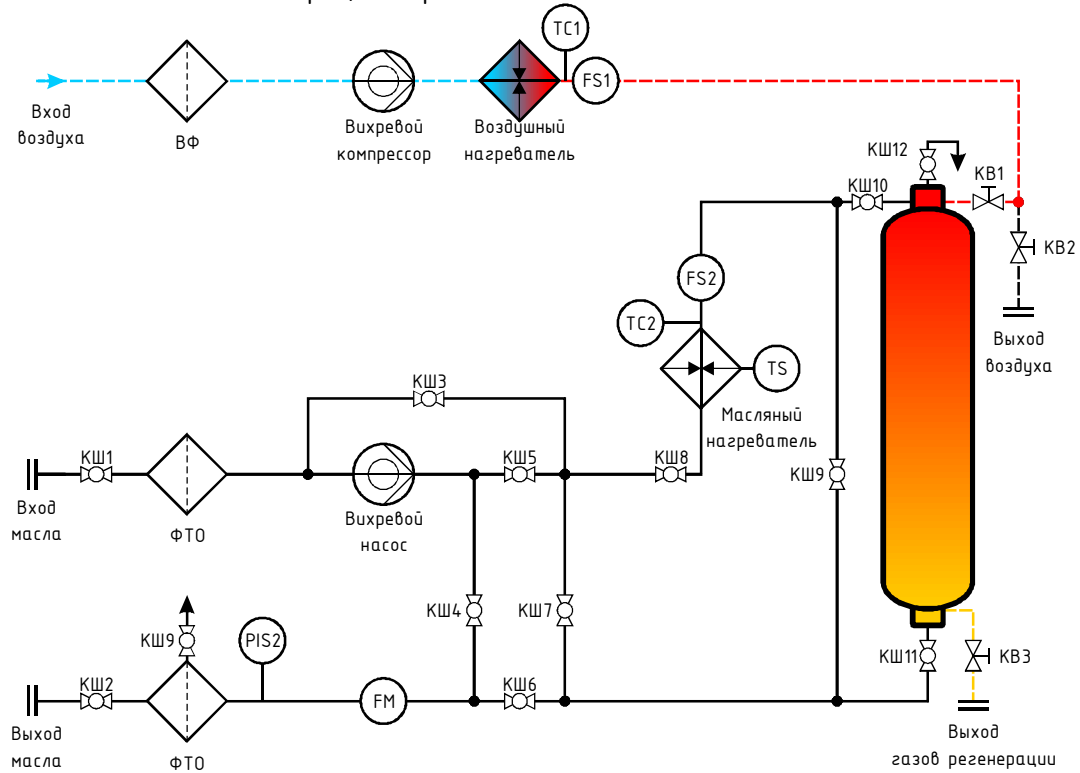 TC1
FS1
Вход
воздуха
ВФ
Вихревой
компрессор
Воздушный
нагреватель
КШ12
КШ10
КВ1
КВ2
FS2
TC2
TS
Выход
воздуха
КШ3
Масляный
нагреватель
КШ1
КШ5
КШ8
КШ9
Вход
масла
ФТО
Вихревой
насос
КШ4
КШ7
КШ9
PIS2
КШ11
КВ3
КШ2
FM
КШ6
Выход
масла
ФТО
Выход
газов регенерации